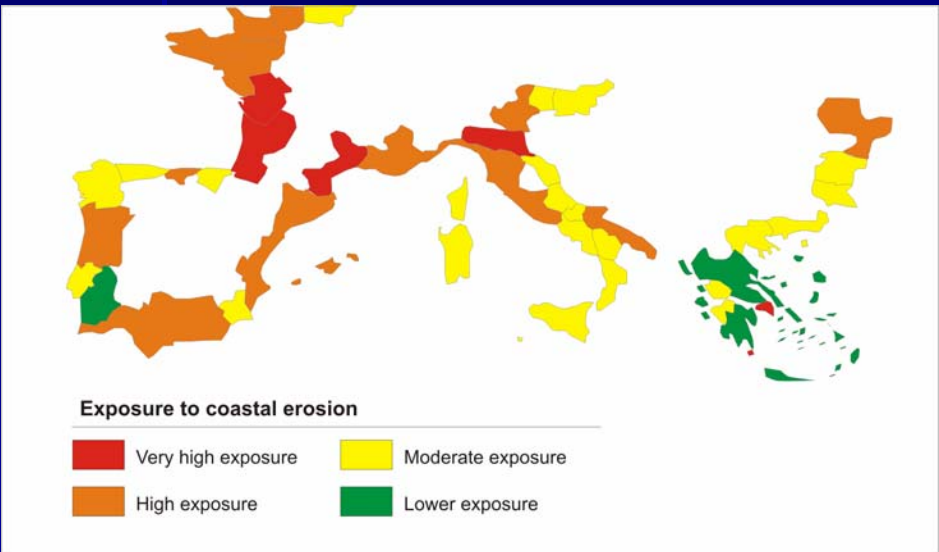 Exposure to coastal erosion
Very high exposure
Moderate exposure
High exposure
Lower exposure